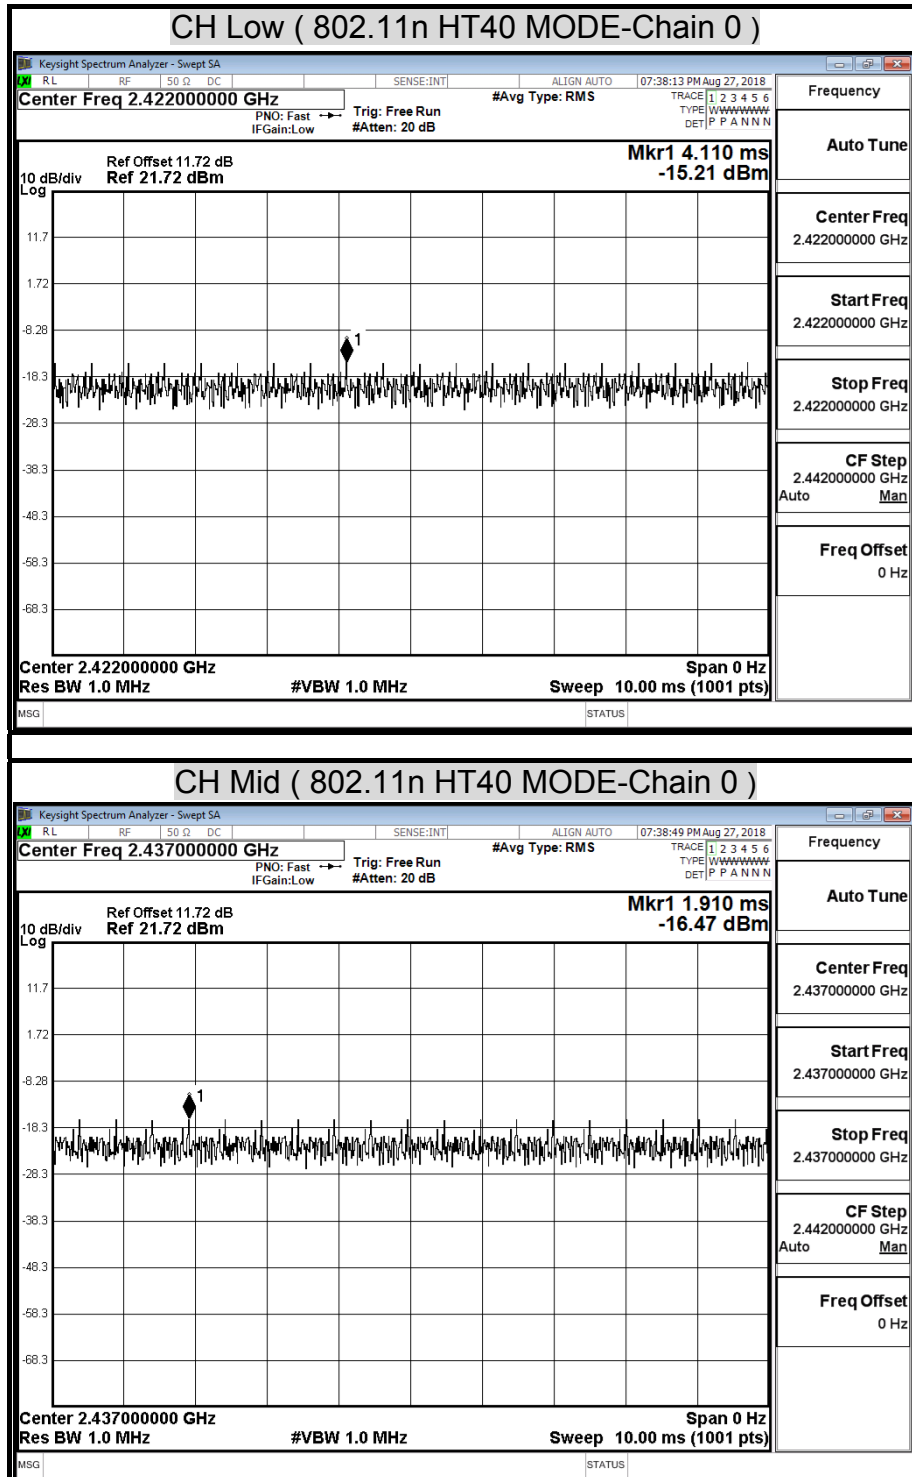 CH Low ( 802.11n HT40 MODE-Chain 0 )
Keysight Spectrum Analyzer - Swept SA
LXI RL RF 50 Ω DC SENSE:INT ALIGN AUTO 07:38:13 PM Aug 27, 2018
Center Freq 2.422000000 GHz
PNO: Fast
IFGain:Low
Trig: Free Run
#Atten: 20 dB
#Avg Type: RMS
TRACE 1 2 3 4 5 6
TYPE WWWWWW
DET P P A N N N
Frequency
Mkr1 4.110 ms
-15.21 dBm
Ref Offset 11.72 dB
10 dB/div Ref 21.72 dBm
Log
11.7
1.72
-8.28
-18.3
-28.3
-38.3
-48.3
-58.3
-68.3
1
Center 2.422000000 GHz Span 0 Hz
Res BW 1.0 MHz #VBW 1.0 MHz Sweep 10.00 ms (1001 pts)
MSG STATUS
Auto Tune
Center Freq
2.422000000 GHz
Start Freq
2.422000000 GHz
Stop Freq
2.422000000 GHz
CF Step
2.442000000 GHz
Auto Man
Freq Offset
0 Hz
CH Mid ( 802.11n HT40 MODE-Chain 0 )
Keysight Spectrum Analyzer - Swept SA
LXI RL RF 50 Ω DC SENSE:INT ALIGN AUTO 07:38:49 PM Aug 27, 2018
Center Freq 2.437000000 GHz
PNO: Fast
IFGain:Low
Trig: Free Run
#Atten: 20 dB
#Avg Type: RMS
TRACE 1 2 3 4 5 6
TYPE WWWWWW
DET P P A N N N
Frequency
Mkr1 1.910 ms
-16.47 dBm
Ref Offset 11.72 dB
10 dB/div Ref 21.72 dBm
Log
11.7
1.72
-8.28
-18.3
-28.3
-38.3
-48.3
-58.3
-68.3
1
Center 2.437000000 GHz Span 0 Hz
Res BW 1.0 MHz #VBW 1.0 MHz Sweep 10.00 ms (1001 pts)
MSG STATUS
Auto Tune
Center Freq
2.437000000 GHz
Start Freq
2.437000000 GHz
Stop Freq
2.437000000 GHz
CF Step
2.442000000 GHz
Auto Man
Freq Offset
0 Hz